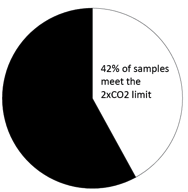 42% of samples
meet the
2xCO2 limit